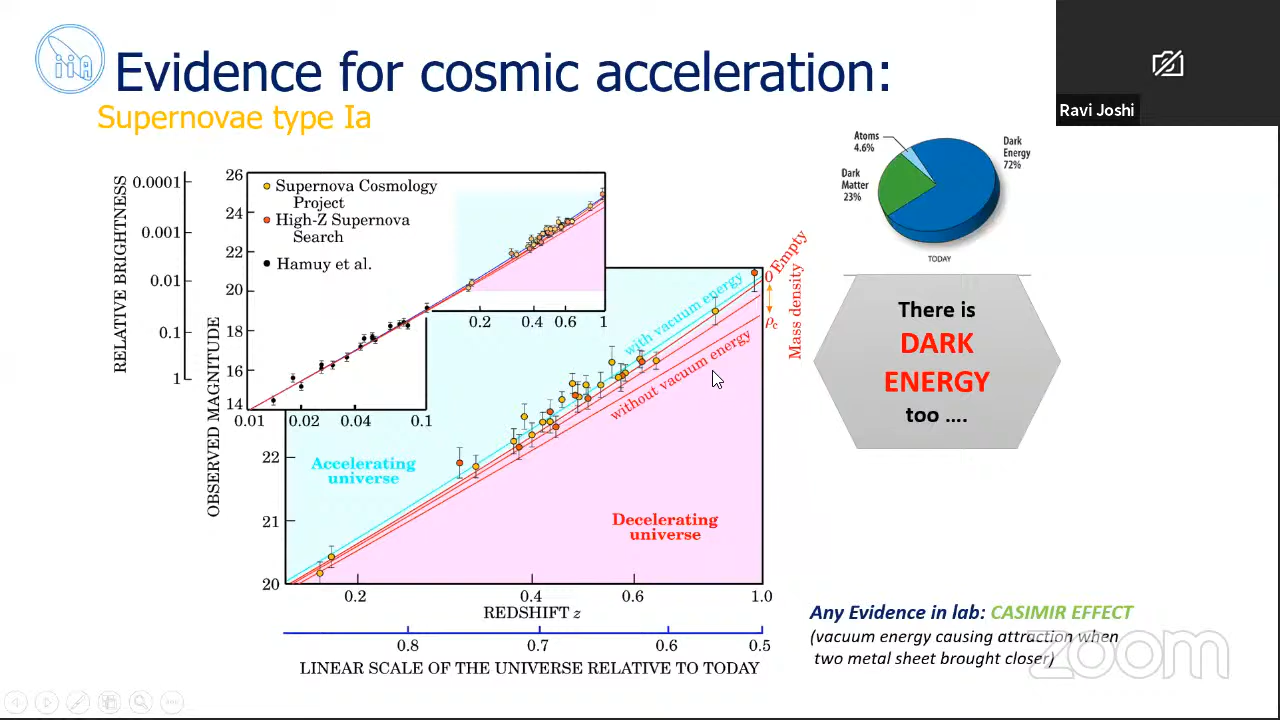 iiA
Evidence for cosmic acceleration:
Supernovae type Ia
Ravi Joshi
Atoms
4.6%
Dark
Energy
72%
Dark
Matter
23%
TODAY
RELATIVE BRIGHTNESS
0.0001
0.001
0.01
0.1
1
OBSERVED MAGNITUDE
26
24
22
20
18
16
14
0.01
0.02
0.04
0.1
0.2
0.4
0.6
1
Supernova Cosmology
Project
High-Z Supernova
Search
Hamuy et al.
22
21
20
with vacuum energy
without vacuum energy
0
Empty
ρc
Mass density
Accelerating
universe
Decelerating
universe
0.2
0.4
0.6
1.0
REDSHIFT z
0.8
0.7
0.6
0.5
LINEAR SCALE OF THE UNIVERSE RELATIVE TO TODAY
There is
DARK
ENERGY
too ....
Any Evidence in lab: CASIMIR EFFECT
(vacuum energy causing attraction when
two metal sheet brought closer)
zoom